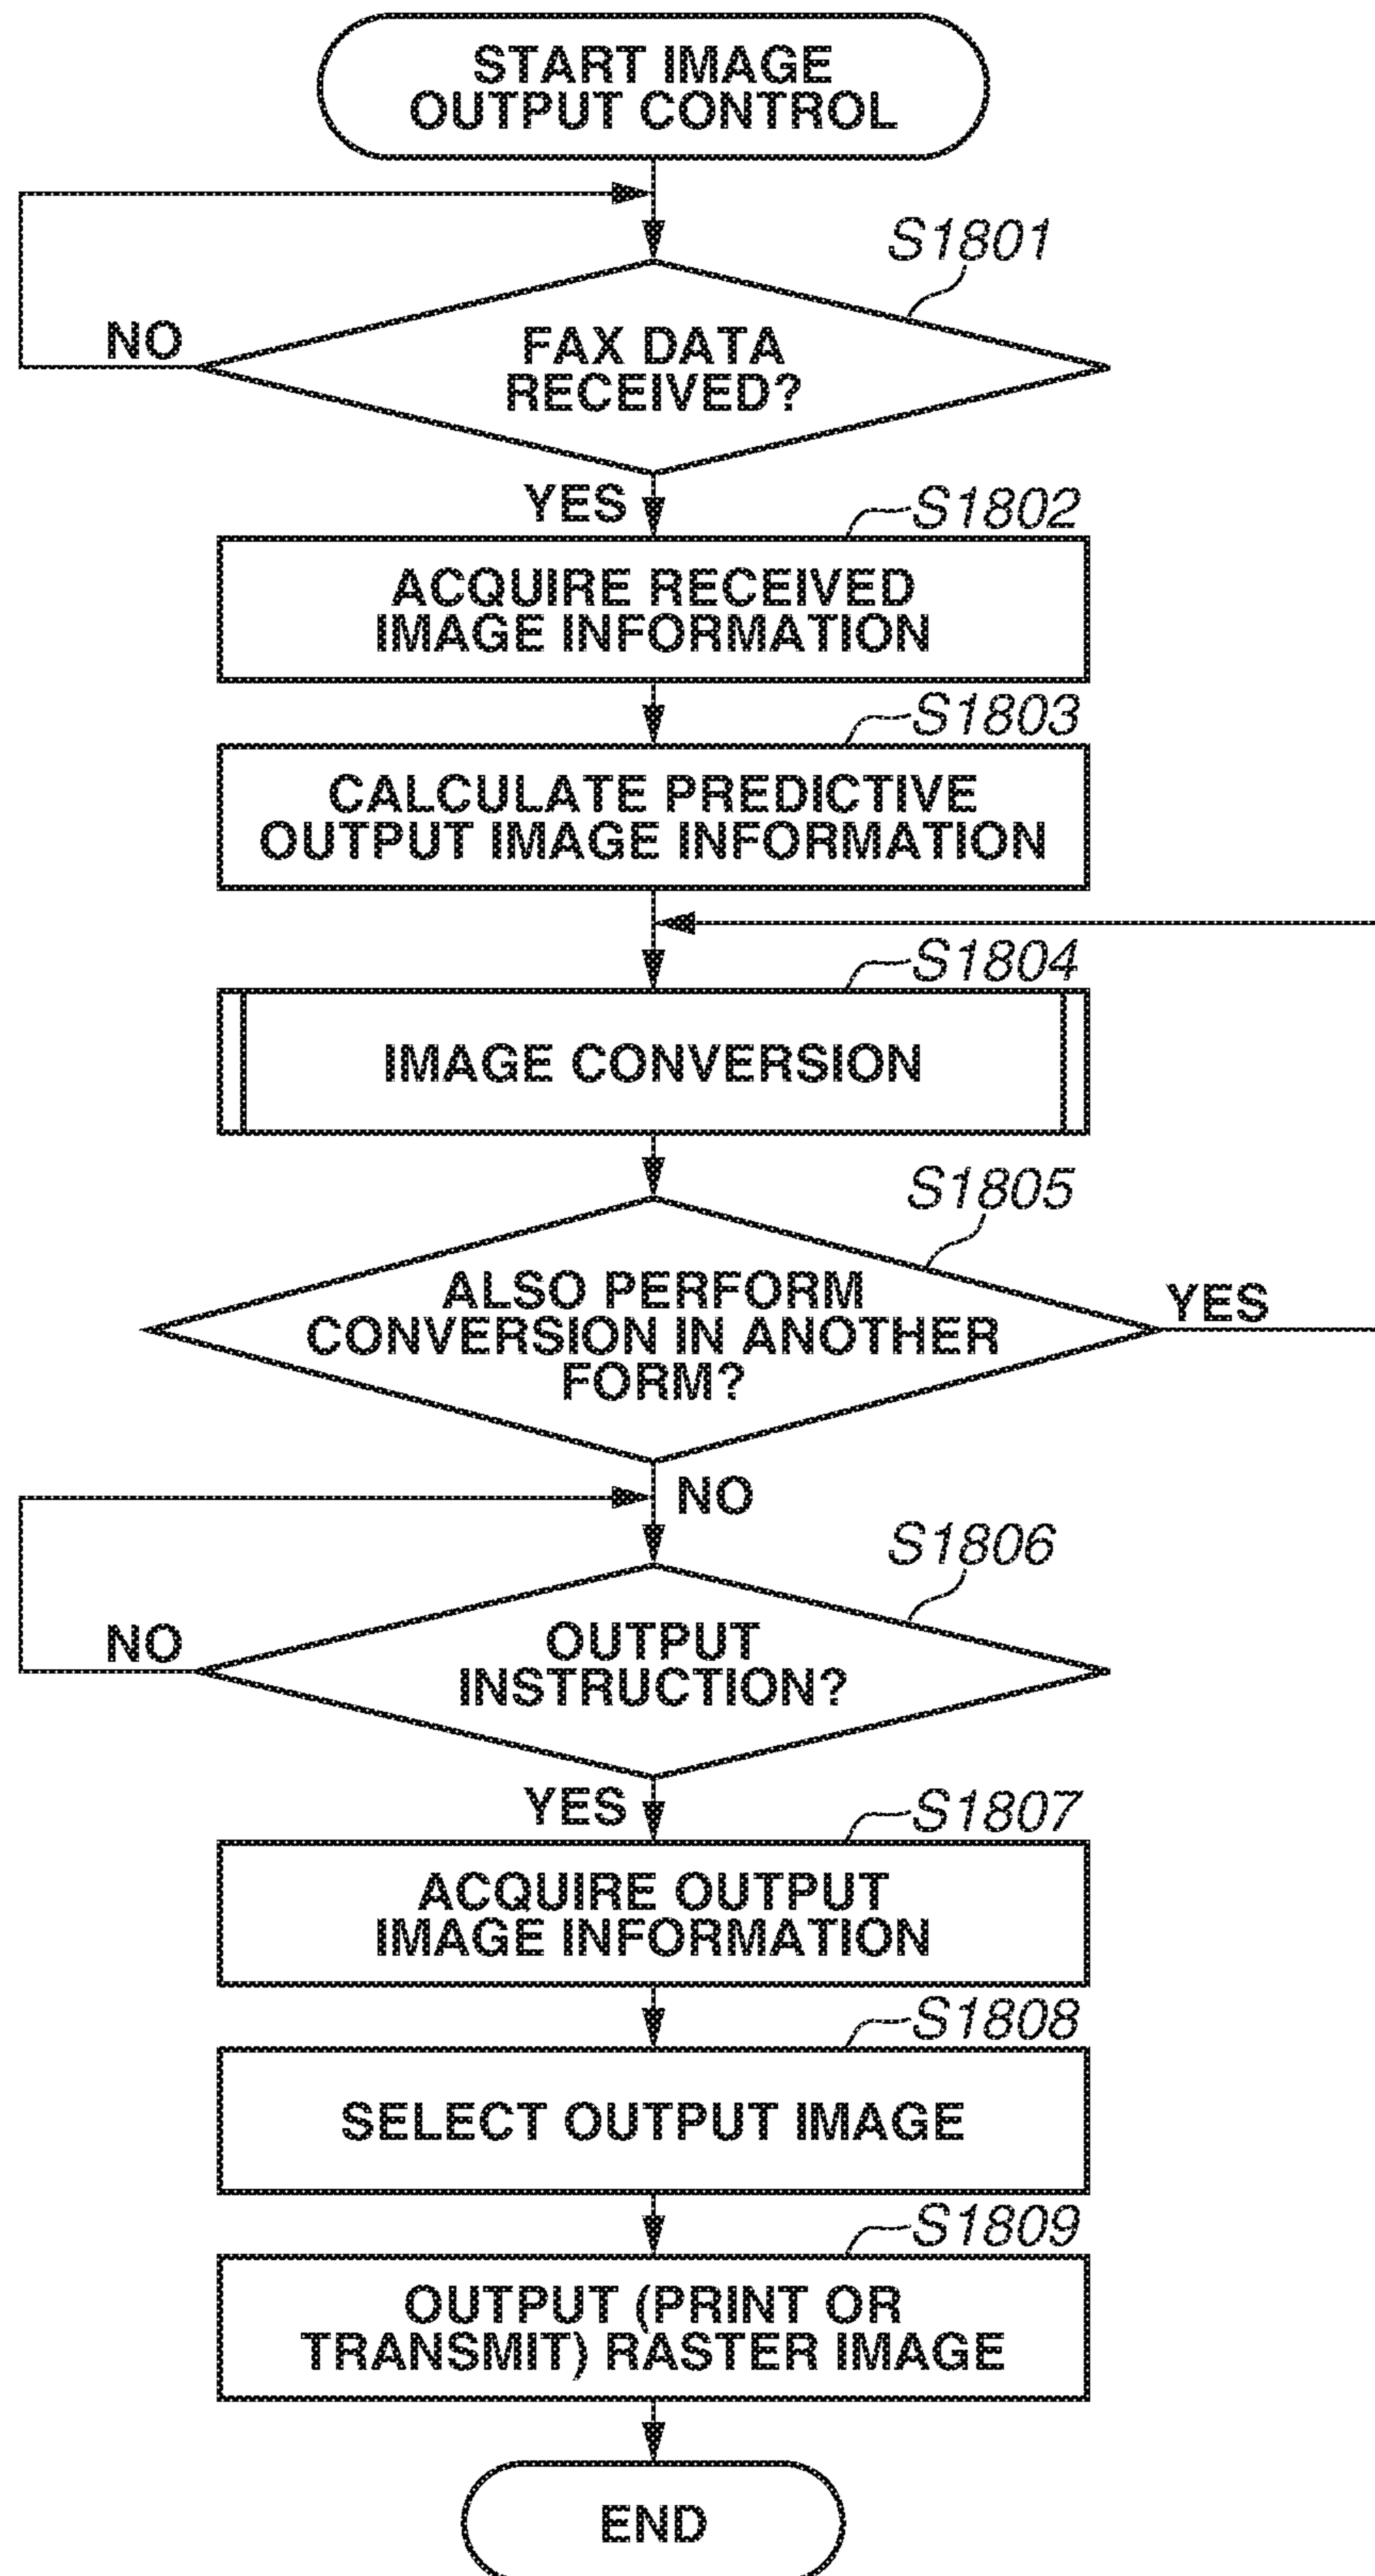 START IMAGE
OUTPUT CONTROL
S1801
NO
FAX DATA
RECEIVED?
YES
S1802
ACQUIRE RECEIVED
IMAGE INFORMATION
S1803
CALCULATE PREDICTIVE
OUTPUT IMAGE INFORMATION
S1804
IMAGE CONVERSION
S1805
ALSO PERFORM
CONVERSION IN ANOTHER
FORM?
YES
NO
S1806
NO
OUTPUT
INSTRUCTION?
YES
S1807
ACQUIRE OUTPUT
IMAGE INFORMATION
S1808
SELECT OUTPUT IMAGE
S1809
OUTPUT (PRINT OR
TRANSMIT) RASTER IMAGE
END